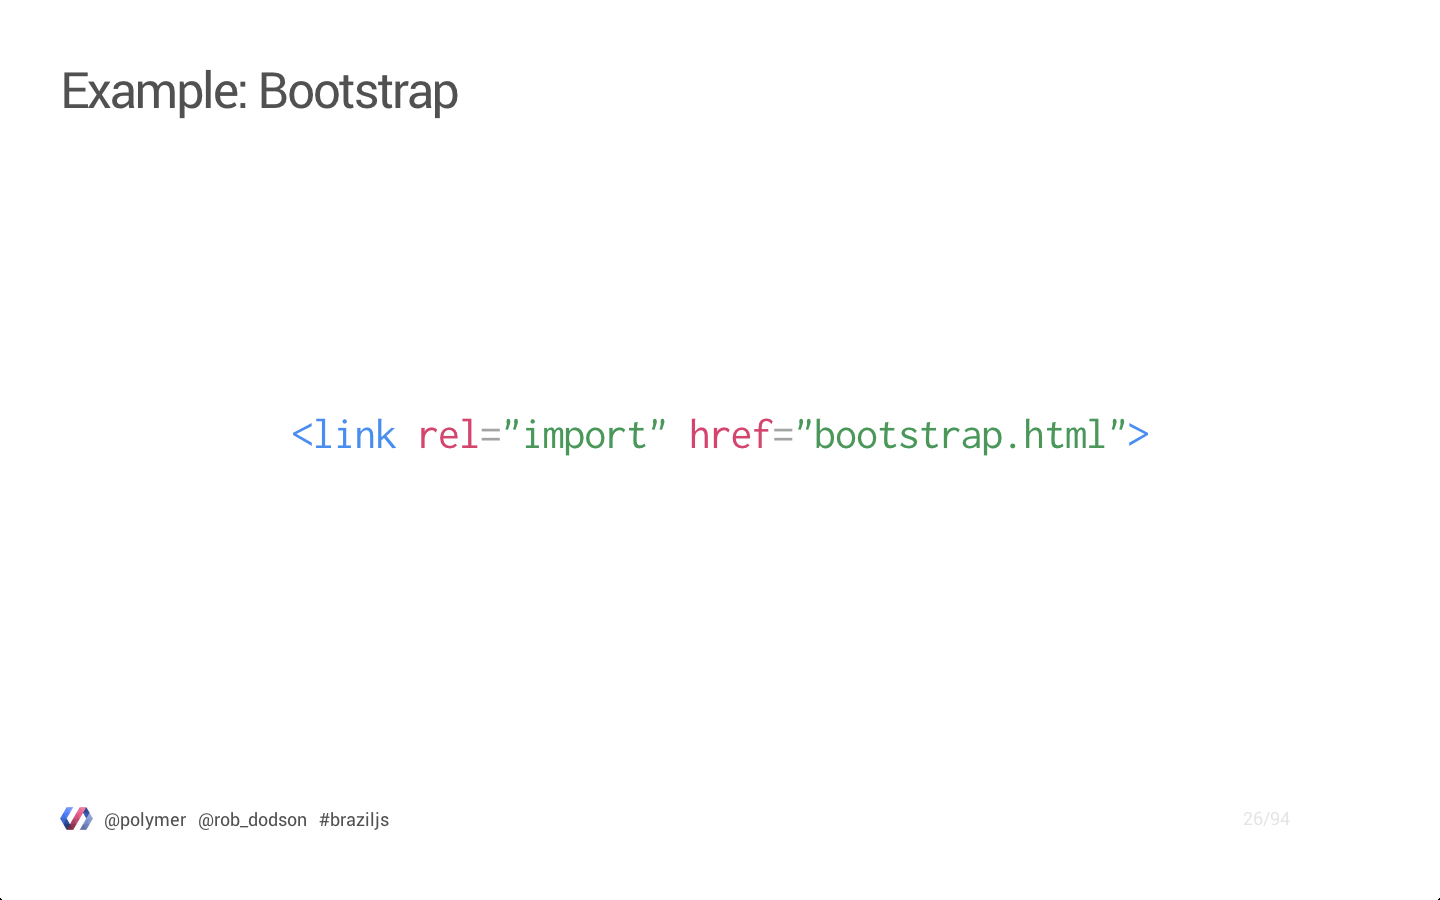 Example: Bootstrap
<link rel="import" href="bootstrap.html">
@polymer @rob_dodson #braziljs
26/94